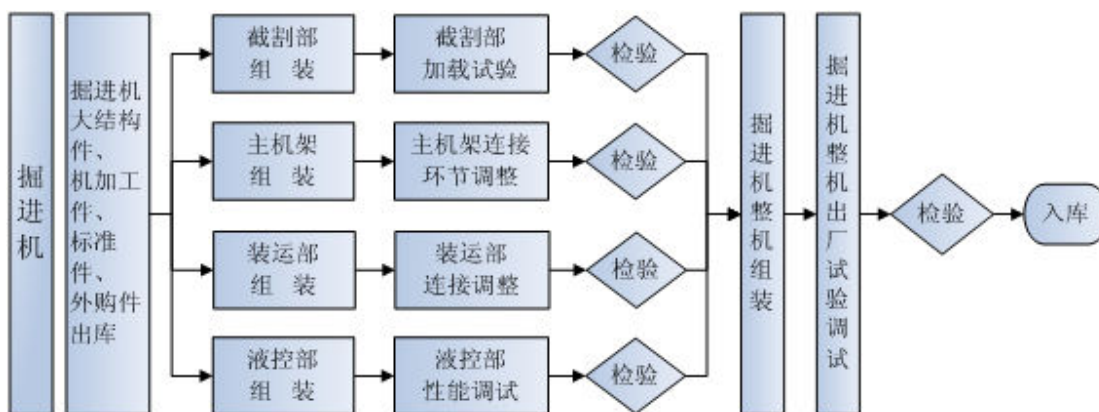 掘进机
掘进机
大结构
件、
机加工
件、
标准
件、
外购件
出库
截割部
组 装
截割部
加载试验
检验
主机架
组 装
主机架连接
环节调整
检验
装运部
组 装
装运部
连接调整
检验
液控部
组 装
液控部
性能调试
检验
掘进机整机组装
掘进机整机出厂试验调试
检验
入库